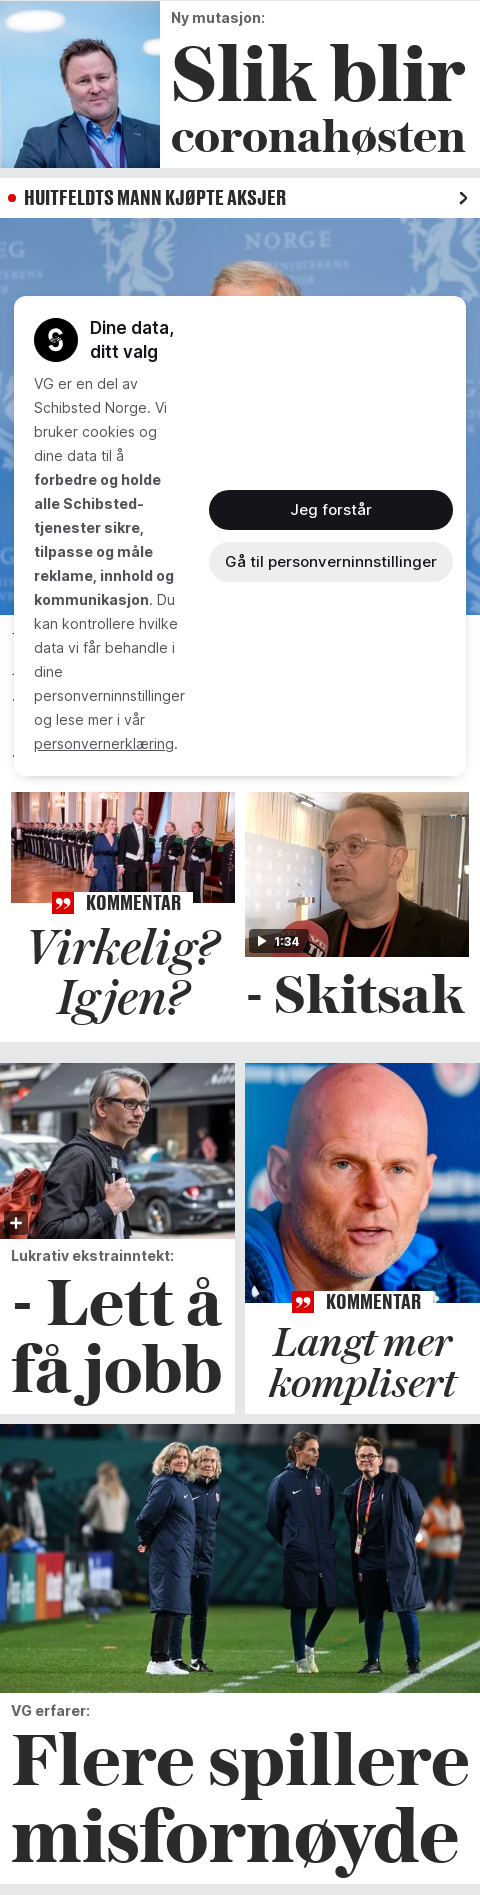 Ny mutasjon:
Slik blir
coronahøsten
HUITFELDTS MANN KJØPTE AKSJER
NORGE
Dine data,
ditt valg
VG er en del av
Schibsted Norge. Vi
bruker cookies og
dine data til å
forbedre og holde
alle Schibsted-
tjenester sikre,
tilpasse og måle
reklame, innhold og
kommunikasjon. Du
kan kontrollere hvilke
data vi får behandle i
dine
personverninnstillinger
og lese mer i vår
personvernerklæring.
Jeg forstår
Gå til personverninnstillinger
KOMMENTAR
Virkelig?
Igjen?
1:34
- Skitsak
Lukrativ ekstrainntekt:
- Lett å
få jobb
KOMMENTAR
Langt mer
komplisert
VG erfarer:
Flere spillere
misfornøyde